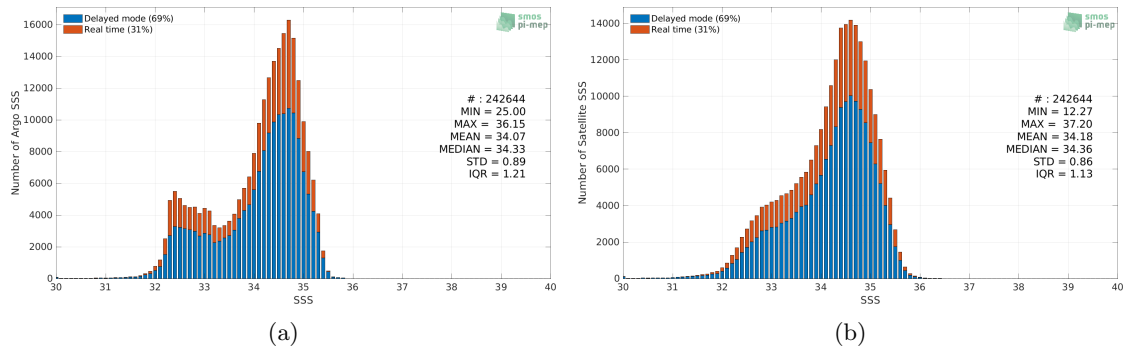 Delayed mode (69%)
Real time (31%)
smos
pi-mep
16000
14000
12000
10000
8000
6000
4000
2000
0
Number of Argo SSS
# : 242644
MIN = 25.00
MAX = 36.15
MEAN = 34.07
MEDIAN = 34.33
STD = 0.89
IQR = 1.21
30 31 32 33 34 35 36 37 38 39 40
SSS
(a)
Delayed mode (69%)
Real time (31%)
smos
pi-mep
14000
12000
10000
8000
6000
4000
2000
0
Number of Satellite SSS
# : 242644
MIN = 12.27
MAX = 37.20
MEAN = 34.18
MEDIAN = 34.36
STD = 0.86
IQR = 1.13
30 31 32 33 34 35 36 37 38 39 40
SSS
(b)